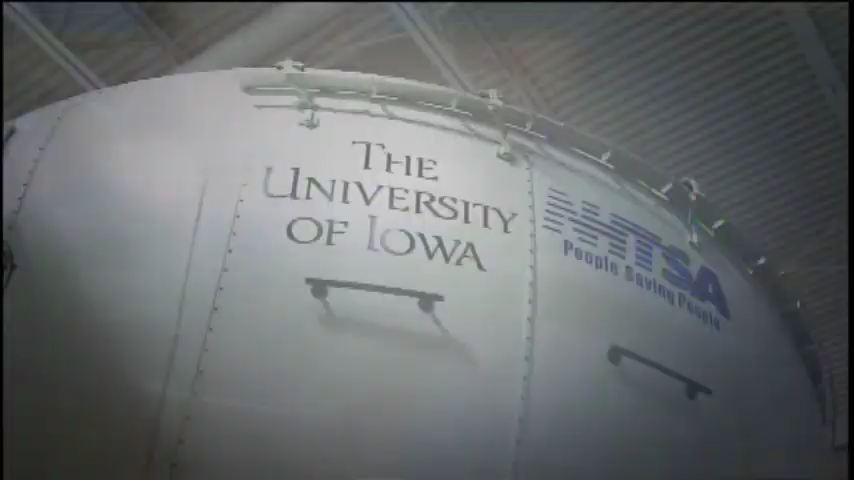 THE
UNIVERSITY
OF IOWA
NHTSA
People Saving People